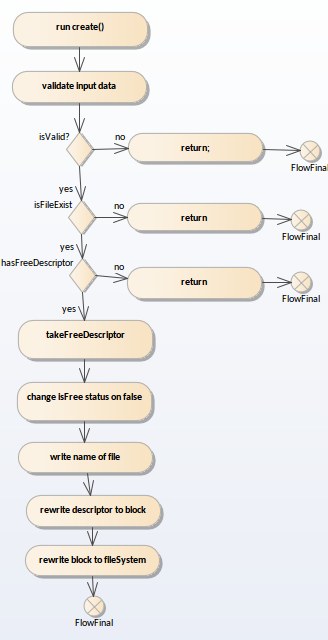 run create()
validate input data
isValid?
no
return;
FlowFinal
yes
isFileExist
no
return
FlowFinal
yes
hasFreeDescriptor
no
return
FlowFinal
yes
takeFreeDescriptor
change isFree status on false
write name of file
rewrite descriptor to block
rewrite block to fileSystem
FlowFinal